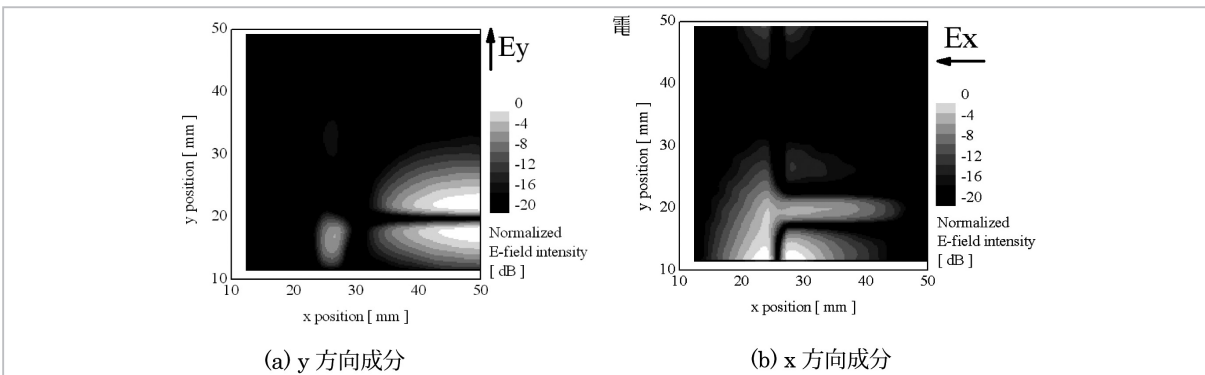 50
40
30
20
10
y position [ mm ]
10
20
30
40
50
x position [ mm ]
Ey
0
-4
-8
-12
-16
-20
Normalized
E-field intensity
[ dB ]
(a) y 方向成分
電
50
40
30
20
10
y position [ mm ]
10
20
30
40
50
x position [ mm ]
Ex
0
-4
-8
-12
-16
-20
Normalized
E-field intensity
[ dB ]
(b) x 方向成分